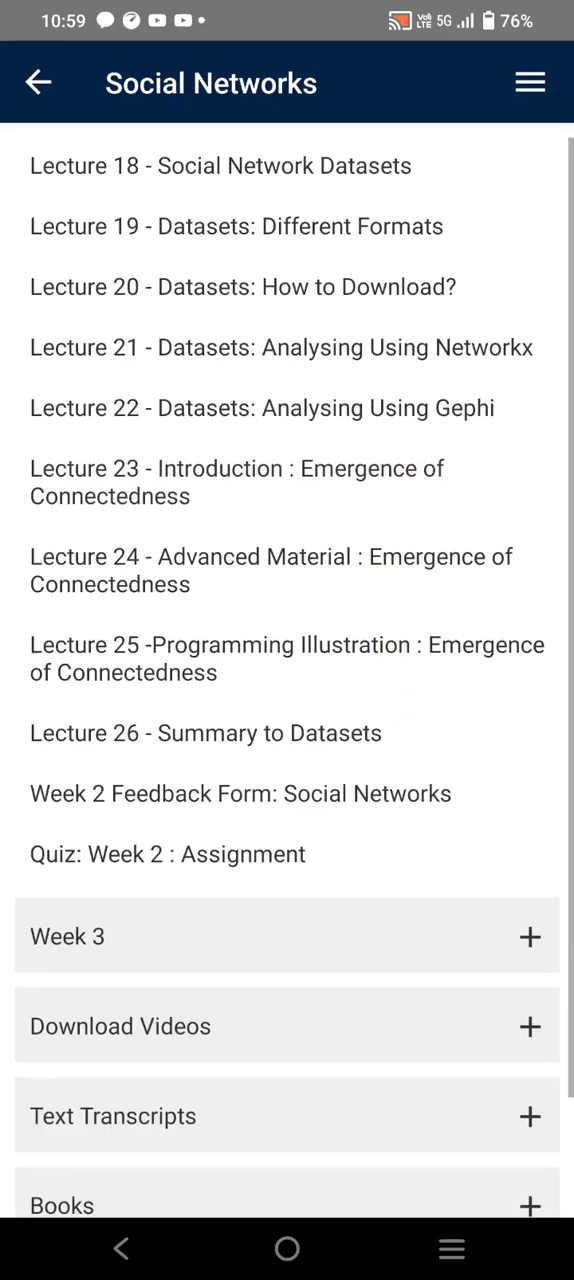 10:59 VoI) LTE 5G 76%
Social Networks
Lecture 18 - Social Network Datasets
Lecture 19 - Datasets: Different Formats
Lecture 20 - Datasets: How to Download?
Lecture 21 - Datasets: Analysing Using Networkx
Lecture 22 - Datasets: Analysing Using Gephi
Lecture 23 - Introduction : Emergence of
Connectedness
Lecture 24 - Advanced Material : Emergence of
Connectedness
Lecture 25 -Programming Illustration : Emergence
of Connectedness
Lecture 26 - Summary to Datasets
Week 2 Feedback Form: Social Networks
Quiz: Week 2 : Assignment
Week 3 +
Download Videos +
Text Transcripts +
Books +